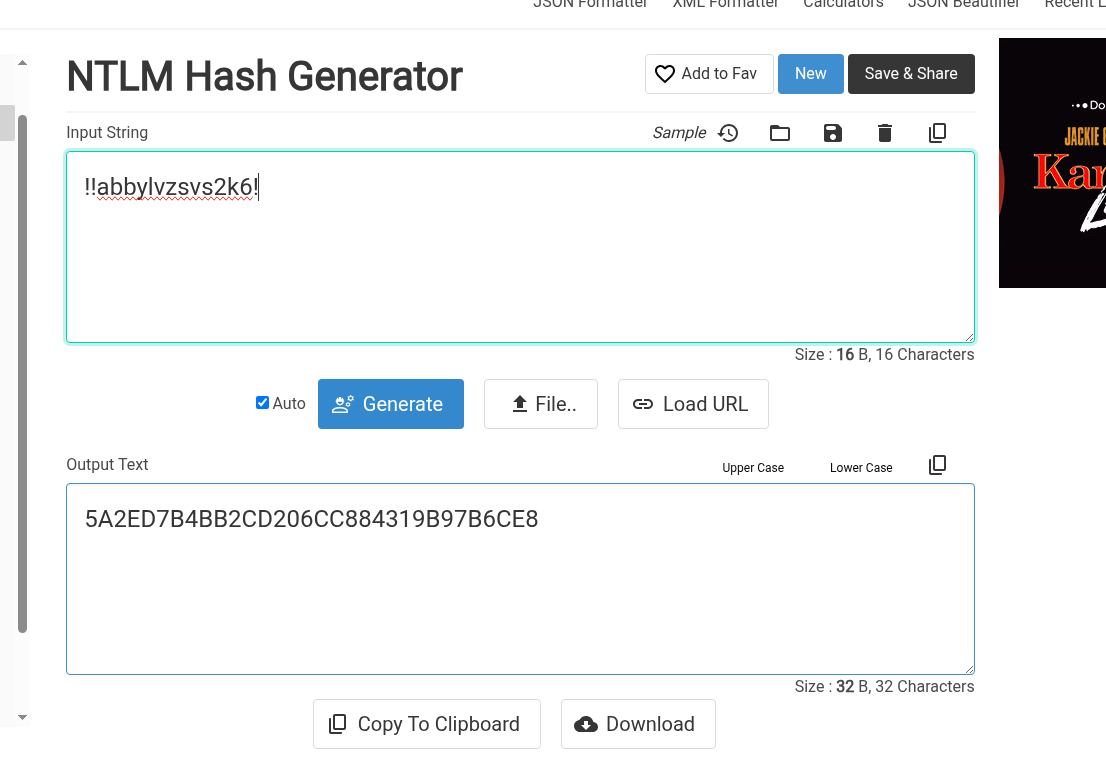 JSON Formatter XML Formatter Calculators JSON Beautifier Recent L
NTLM Hash Generator
Add to Fav New Save & Share
Input String
Sample
!!abbylvzsvs2k6!
Size : 16 B, 16 Characters
Auto Generate File.. Load URL
Output Text
Upper Case Lower Case
5A2ED7B4BB2CD206CC884319B97B6CE8
Size : 32 B, 32 Characters
Copy To Clipboard Download
Do
JACKIE
Kar